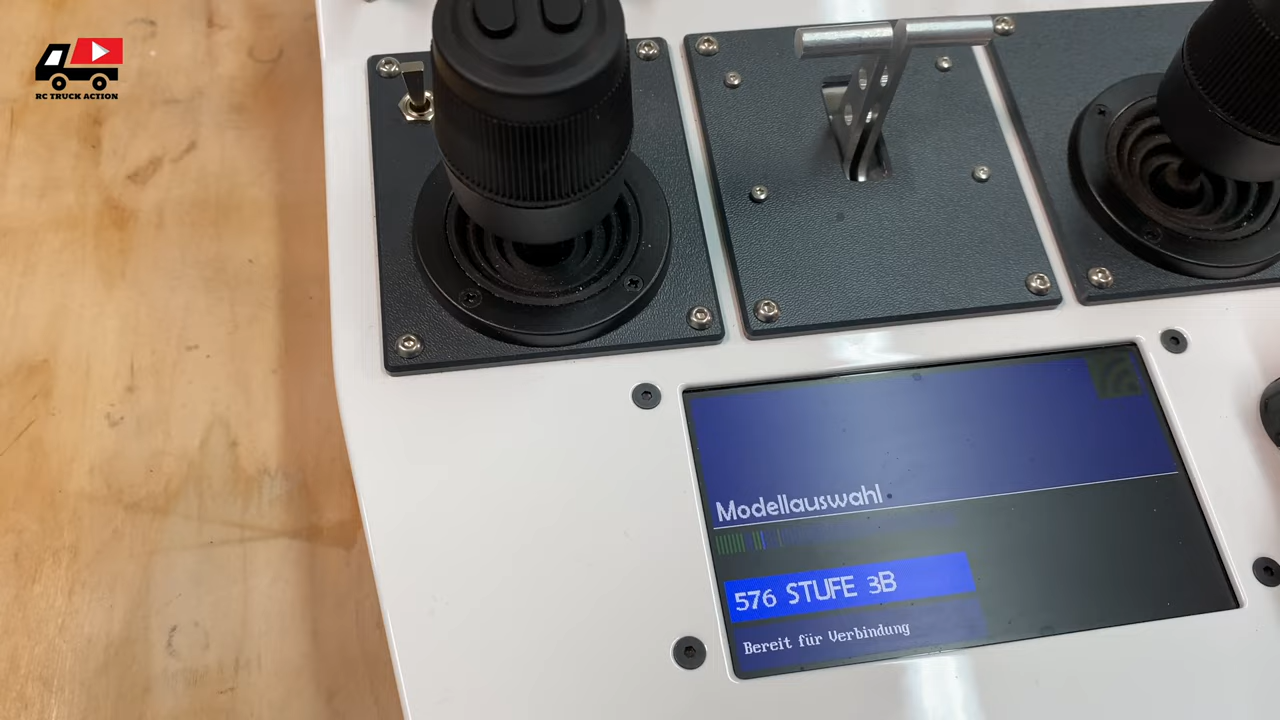 RC TRUCK ACTION
Modellauswahl
576 STUFE 3B
Bereit für Verbindung